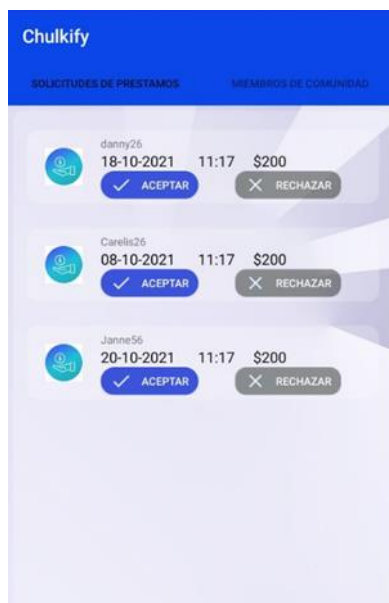 Chulkify
SOLICITUDES DE PRESTAMOS MIEMBROS DE COMUNIDAD
danny26
18-10-2021 11:17 $200
ACEPTAR RECHAZAR
Carelis26
08-10-2021 11:17 $200
ACEPTAR RECHAZAR
Janne56
20-10-2021 11:17 $200
ACEPTAR RECHAZAR